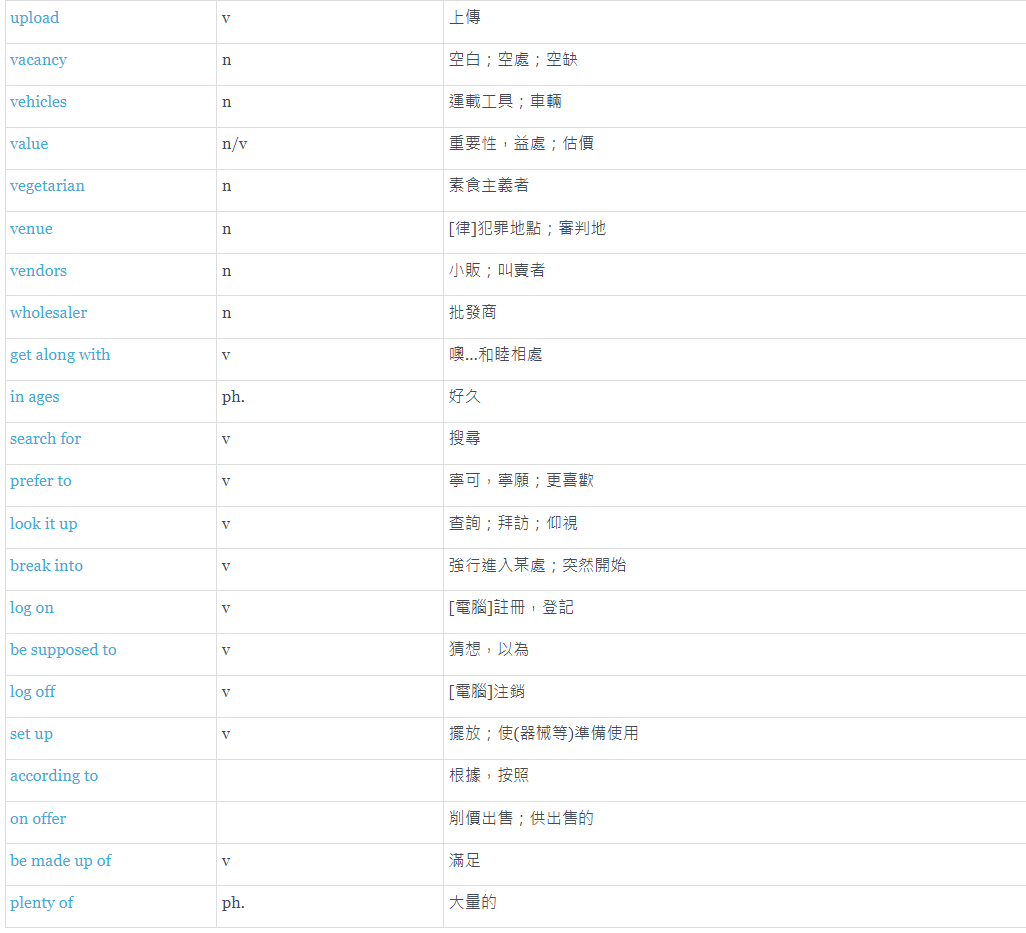 upload v 上傳
vacancy n 空白；空處；空缺
vehicles n 運載工具；車輛
value n/v 重要性，益處；估價
vegetarian n 素食主義者
venue n [律]犯罪地點；審判地
vendors n 小販；叫賣者
wholesaler n 批發商
get along with v 噢…和睦相處
in ages ph. 好久
search for v 搜尋
prefer to v 寧可，寧願；更喜歡
look it up v 查詢；拜訪；仰視
break into v 強行進入某處；突然開始
log on v [電腦]註冊，登記
be supposed to v 猜想，以為
log off v [電腦]注銷
set up v 擺放；使(器械等)準備使用
according to 根據，按照
on offer 削價出售；供出售的
be made up of v 滿足
plenty of ph. 大量的